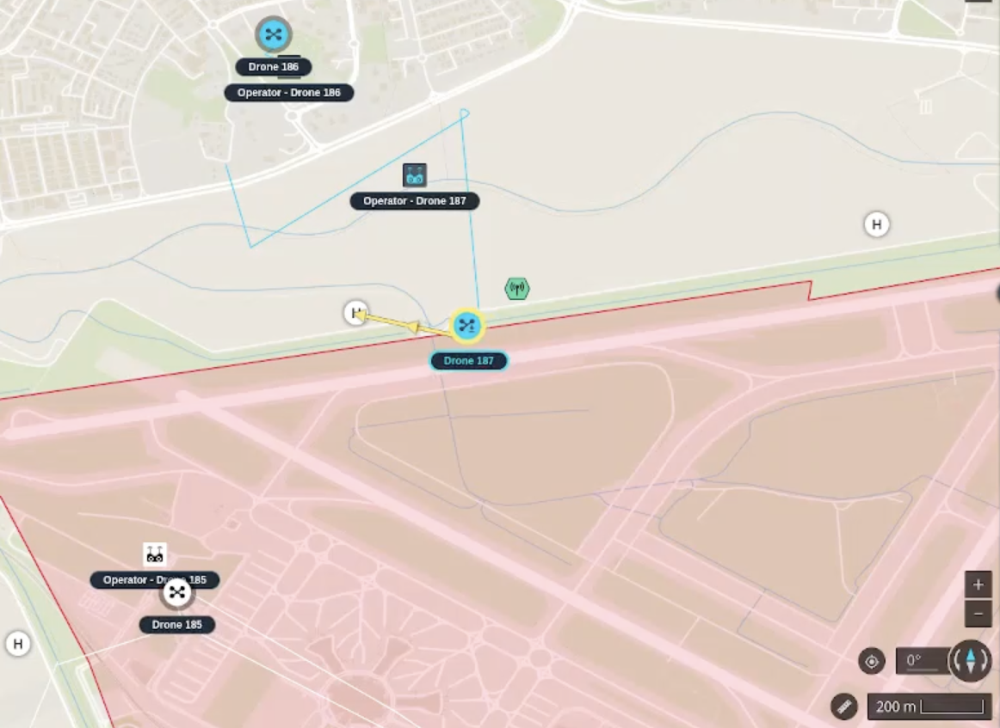 Drone 186
Operator - Drone 186
Operator - Drone 187
H
H
Drone 187
Operator - Drone 185
Drone 185
H
+
−
0°
200 m